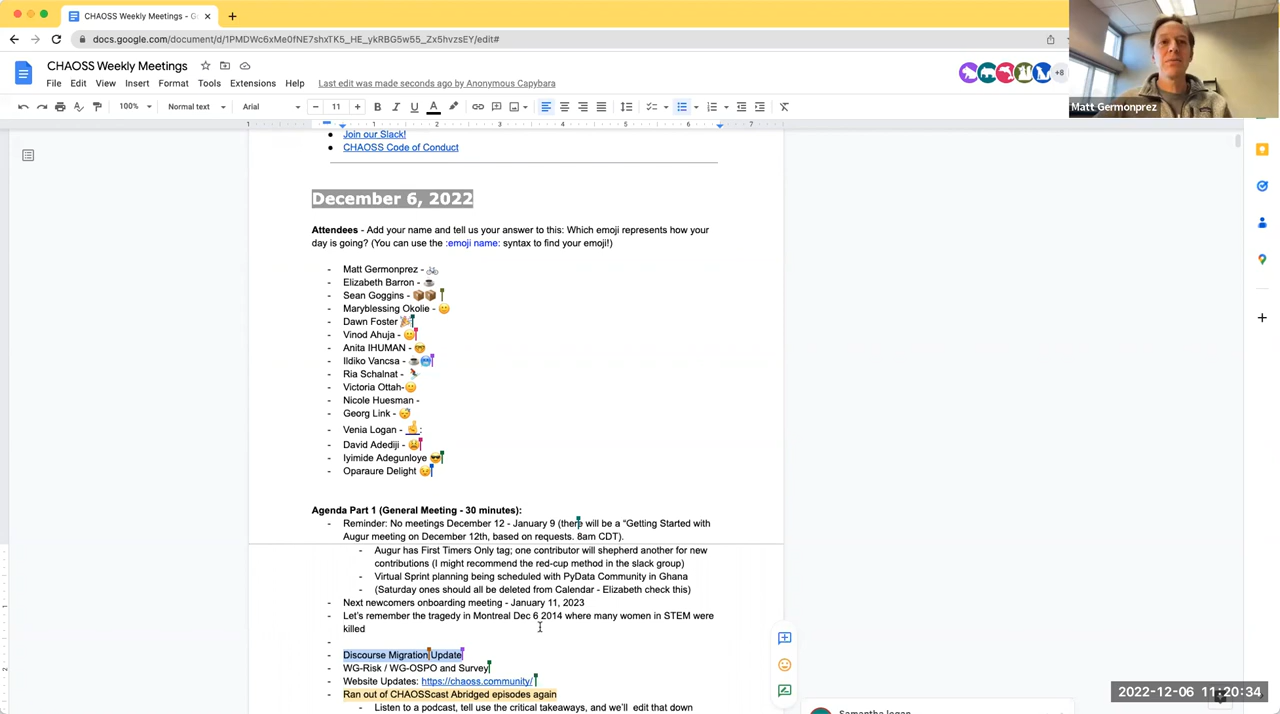 CHAOSS Weekly Meetings - G
docs.google.com/document/d/1PMDWc6xMe0fNE7shxTK5_HE_ykRBG5w55_Zx5hvzsEY/edit#
CHAOSS Weekly Meetings
File Edit View Insert Format Tools Extensions Help Last edit was made seconds ago by Anonymous Capybara
+8
Matt Germonprez
100% Normal text Arial 11
1 1 2 3 4 5 6 7
Join our Slack!
CHAOSS Code of Conduct
December 6, 2022
Attendees - Add your name and tell us your answer to this: Which emoji represents how your
day is going? (You can use the :emoji name: syntax to find your emoji!)
- Matt Germonprez - 🚲
- Elizabeth Barron - ☕
- Sean Goggins - 📦📦
- Maryblessing Okolie - 🙂
- Dawn Foster 🎉
- Vinod Ahuja - 🙂
- Anita IHUMAN - 🤓
- Ildiko Vancsa - ☕🥶
- Ria Schalnat -
- Victoria Ottah-🙂
- Nicole Huesman -
- Georg Link - 😴
- Venia Logan - :
- David Adediji -
- Iyimide Adegunloye 😎
- Oparaure Delight
Agenda Part 1 (General Meeting - 30 minutes):
- Reminder: No meetings December 12 - January 9 (there will be a “Getting Started with
Augur meeting on December 12th, based on requests. 8am CDT).
- Augur has First Timers Only tag; one contributor will shepherd another for new
contributions (I might recommend the red-cup method in the slack group)
- Virtual Sprint planning being scheduled with PyData Community in Ghana
- (Saturday ones should all be deleted from Calendar - Elizabeth check this)
- Next newcomers onboarding meeting - January 11, 2023
- Let’s remember the tragedy in Montreal Dec 6 2014 where many women in STEM were
killed
-
- Discourse Migration Update
- WG-Risk / WG-OSPO and Survey
- Website Updates: https://chaoss.community/
- Ran out of CHAOSScast Abridged episodes again
- Listen to a podcast, tell use the critical takeaways, and we’ll edit that down
Samantha logan
2022-12-06 11:20:34